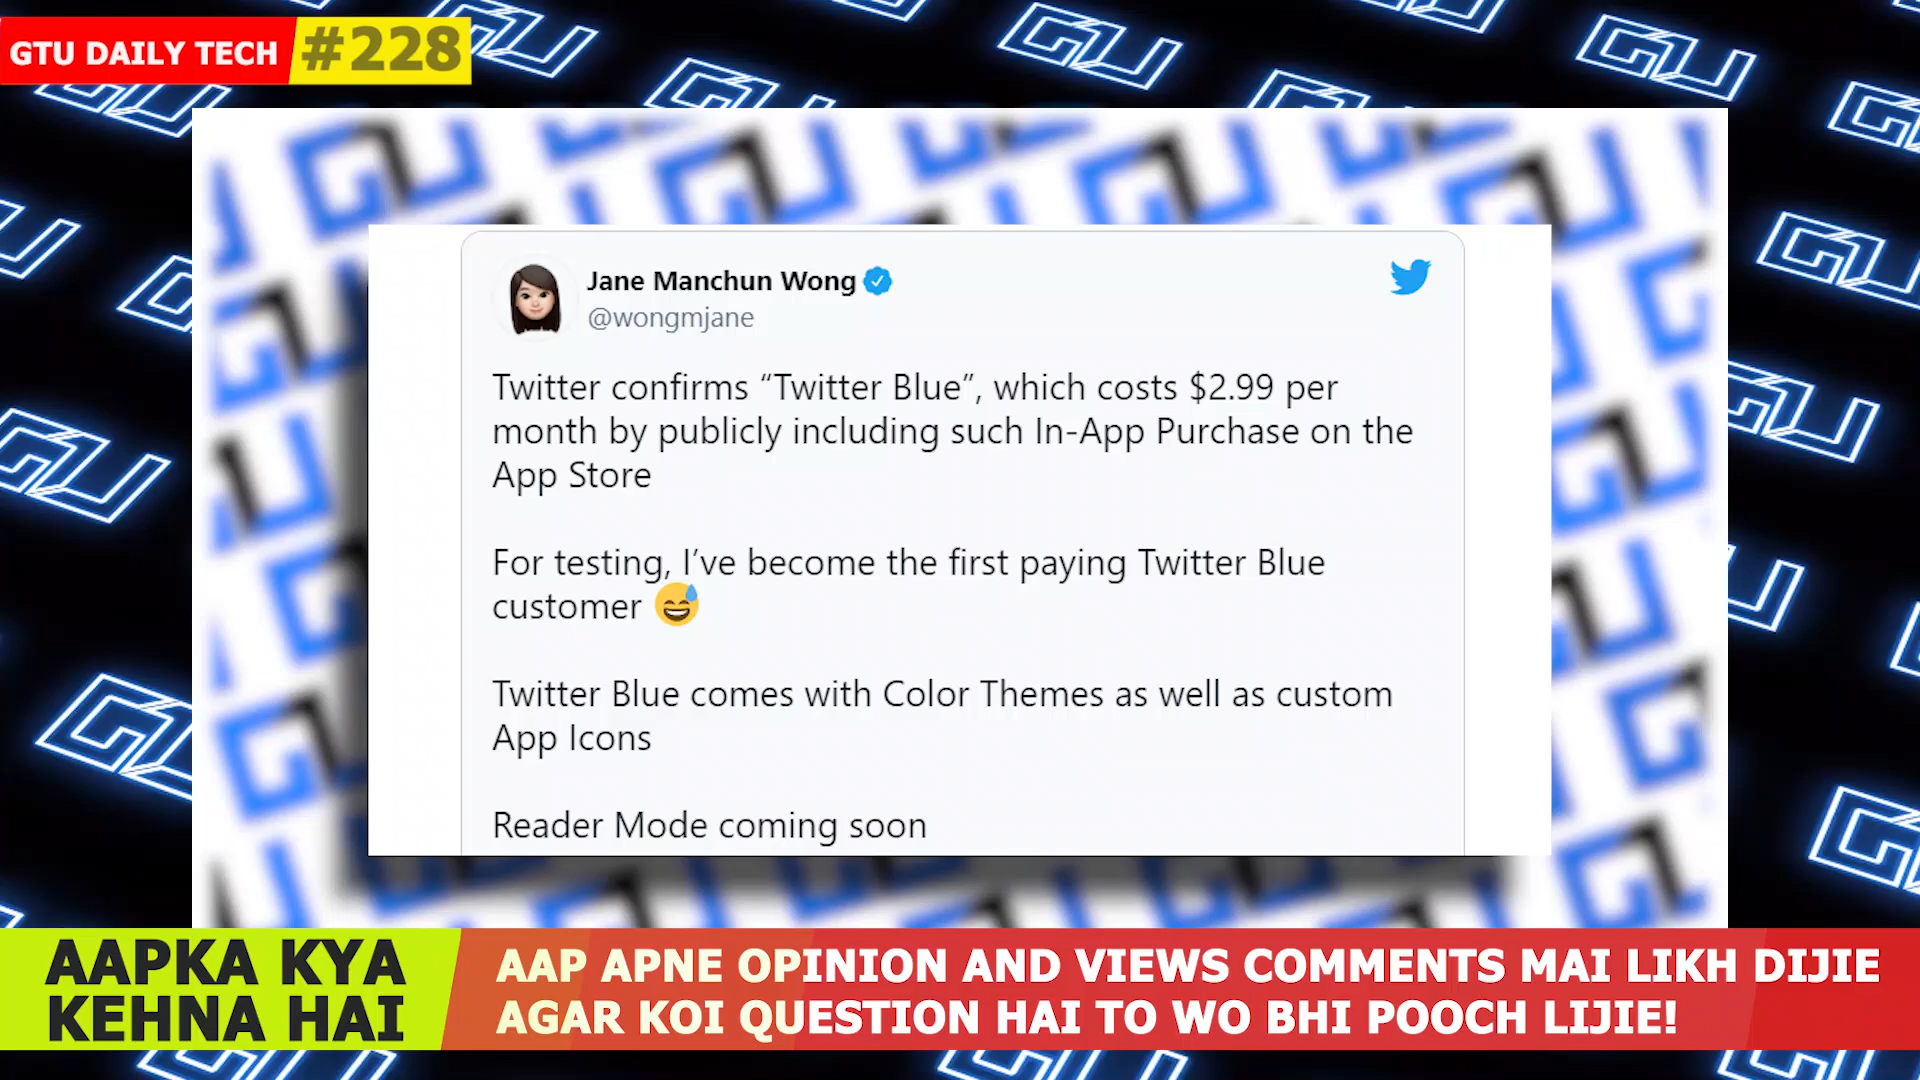 GTU DAILY TECH #228
Jane Manchun Wong
@wongmjane
Twitter confirms “Twitter Blue”, which costs $2.99 per
month by publicly including such In-App Purchase on the
App Store
For testing, I’ve become the first paying Twitter Blue
customer 😅
Twitter Blue comes with Color Themes as well as custom
App Icons
Reader Mode coming soon
AAPKA KYA
KEHNA HAI
AAP APNE OPINION AND VIEWS COMMENTS MAI LIKH DIJIE
AGAR KOI QUESTION HAI TO WO BHI POOCH LIJIE!